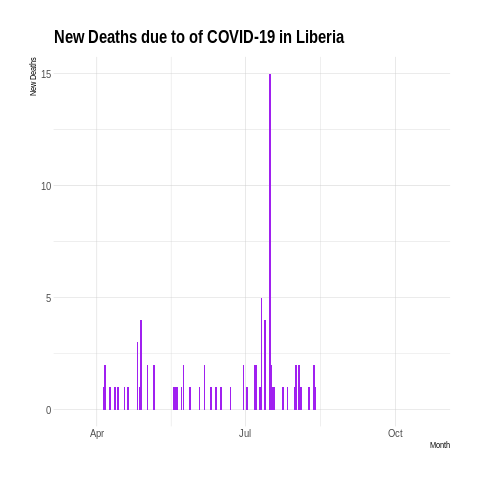 New Deaths due to of COVID-19 in Liberia
New Deaths
15
10
5
0
Apr
Jul
Oct
Month